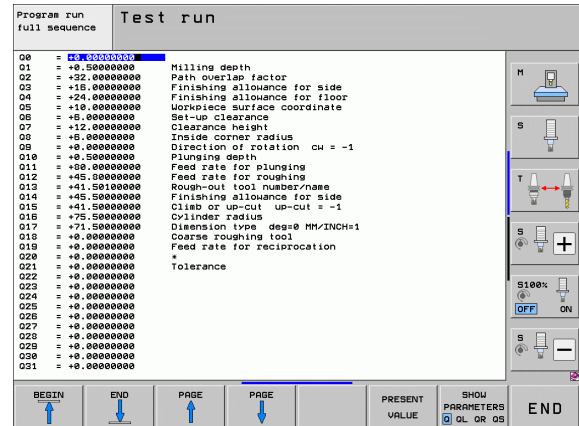 Program run
full sequence
Test run
Q0 = +0.00000000
Q1 = +0.50000000 Milling depth
Q2 = +32.00000000 Path overlap factor
Q3 = +16.00000000 Finishing allowance for side
Q4 = +24.00000000 Finishing allowance for floor
Q5 = +10.00000000 Workpiece surface coordinate
Q6 = +6.00000000 Set-up clearance
Q7 = +12.00000000 Clearance height
Q8 = +6.00000000 Inside corner radius
Q9 = +0.00000000 Direction of rotation cw = -1
Q10 = +0.50000000 Plunging depth
Q11 = +80.00000000 Feed rate for plunging
Q12 = +45.80000000 Feed rate for roughing
Q13 = +41.50100000 Rough-out tool number/name
Q14 = +45.50000000 Finishing allowance for side
Q15 = +41.50000000 Climb or up-cut up-cut = -1
Q16 = +75.50000000 Cylinder radius
Q17 = +71.50000000 Dimension type deg=0 MM/INCH=1
Q18 = +0.00000000 Coarse roughing tool
Q19 = +0.00000000 Feed rate for reciprocation
Q20 = +0.00000000 *
Q21 = +0.00000000 Tolerance
Q22 = +0.00000000
Q23 = +0.00000000
Q24 = +0.00000000
Q25 = +0.00000000
Q26 = +0.00000000
Q27 = +0.00000000
Q28 = +0.00000000
Q29 = +0.00000000
Q30 = +0.00000000
Q31 = +0.00000000
M
S
T
S
+
S100%
OFF ON
S
-
BEGIN
END
PAGE
PAGE
PRESENT
VALUE
SHOW
PARAMETERS
Q QL QR QS
END